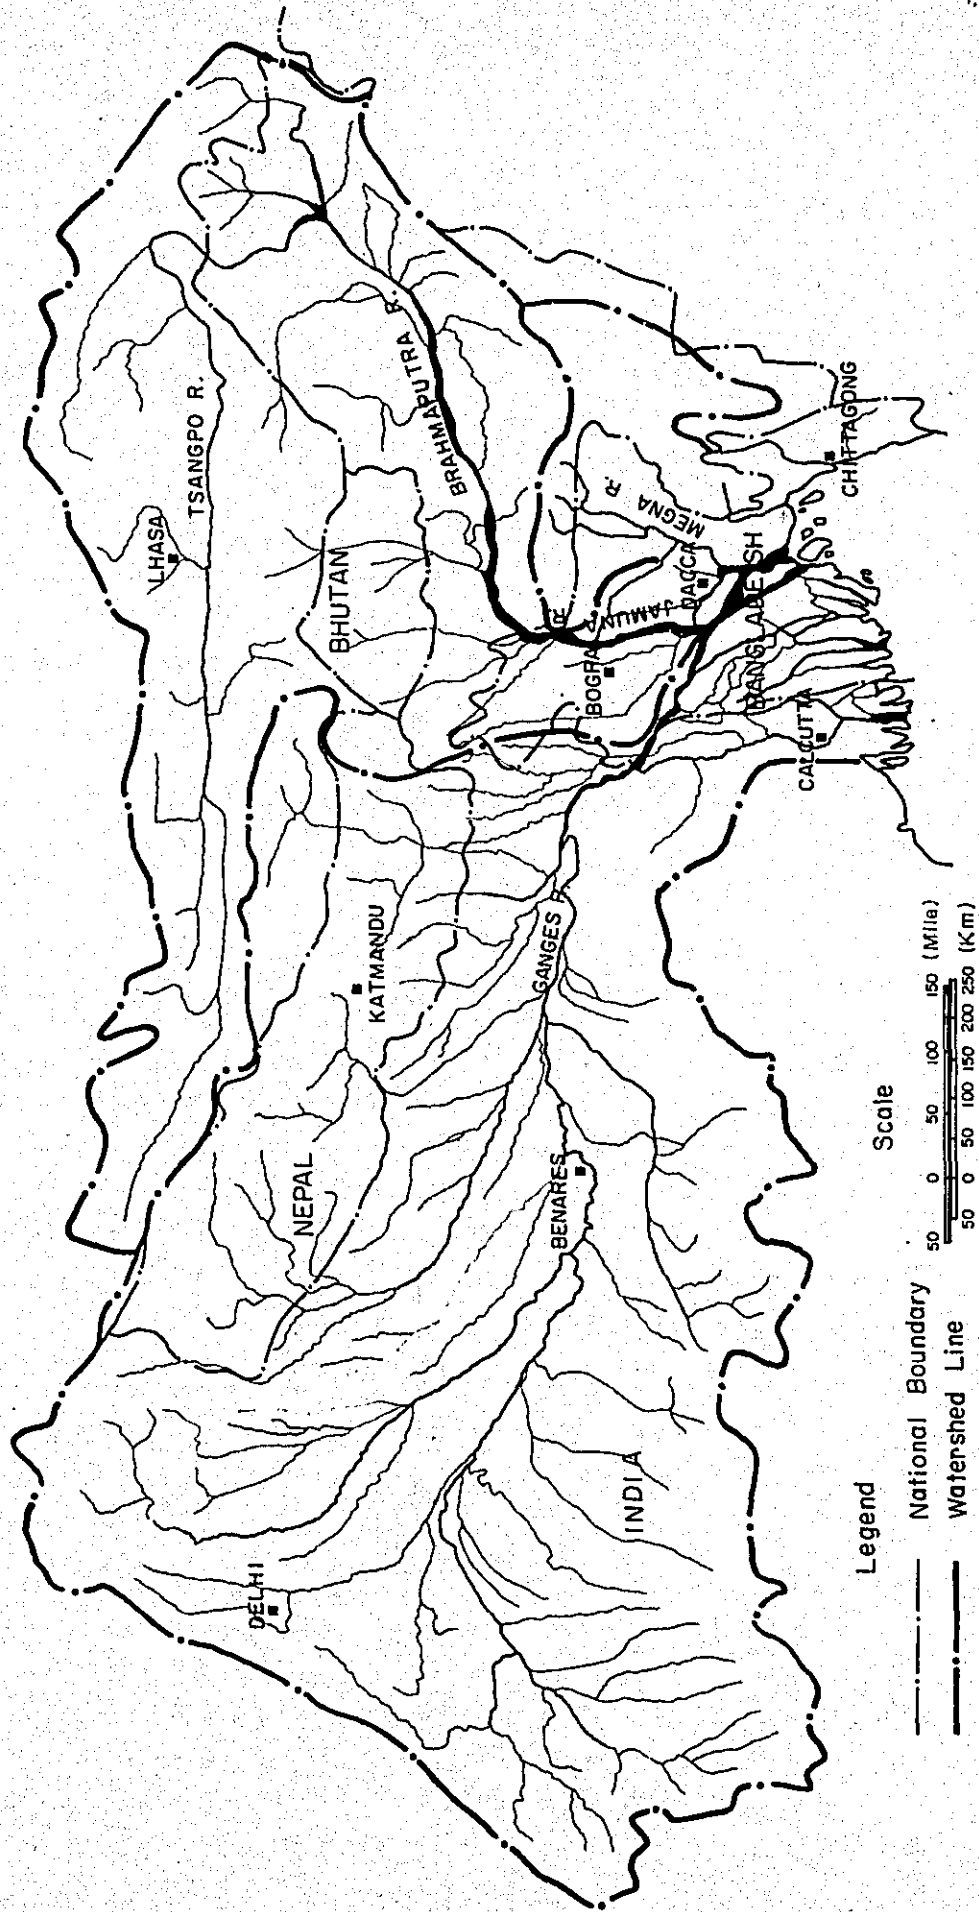 TSANGPO R.
LHASA
BRAHMAPUTRA R.
BHUTAN
MEGNA R.
CHITTAGONG
JAMUNA R.
DACCA
BANGLADESH
BOGRA
CALCUTTA
KATMANDU
GANGES R.
NEPAL
BENARES
DELHI
INDIA
Legend
National Boundary
Watershed Line
Scale
50 0 50 100 150 (Mile)
50 0 50 100 150 200 250 (Km)